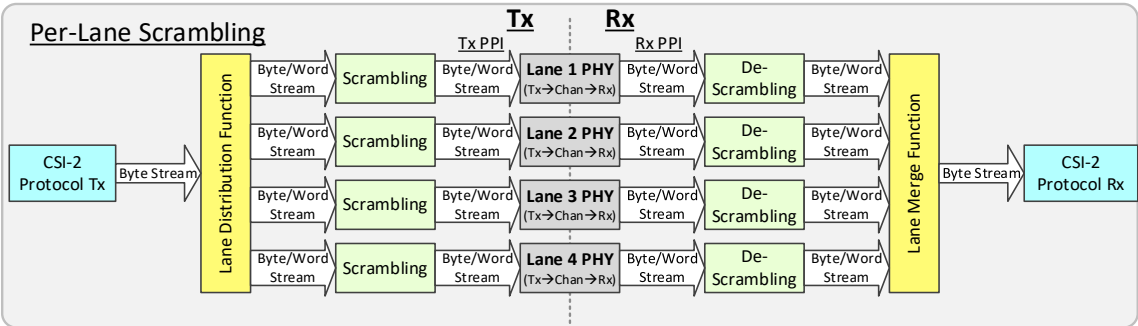 Per-Lane Scrambling
Tx
Rx
Tx PPI
Rx PPI
CSI-2
Protocol Tx
Byte Stream
Lane Distribution Function
Byte/Word
Stream
Scrambling
Byte/Word
Stream
Lane 1 PHY
(Tx→Chan→Rx)
Byte/Word
Stream
De-
Scrambling
Byte/Word
Stream
Byte/Word
Stream
Scrambling
Byte/Word
Stream
Lane 2 PHY
(Tx→Chan→Rx)
Byte/Word
Stream
De-
Scrambling
Byte/Word
Stream
Byte/Word
Stream
Scrambling
Byte/Word
Stream
Lane 3 PHY
(Tx→Chan→Rx)
Byte/Word
Stream
De-
Scrambling
Byte/Word
Stream
Byte/Word
Stream
Scrambling
Byte/Word
Stream
Lane 4 PHY
(Tx→Chan→Rx)
Byte/Word
Stream
De-
Scrambling
Byte/Word
Stream
Lane Merge Function
Byte Stream
CSI-2
Protocol Rx